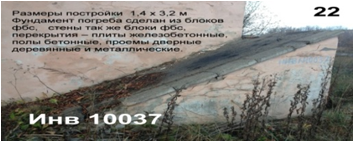 Размеры постройки 1,4 х 3,2 м
22
Фундамент погреба сделан из блоков
фбс, стены так же блоки фбс,
перекрытия – плиты железобетонные,
полы бетонные, проемы дверные
деревянные и металлические.
Инв 10037